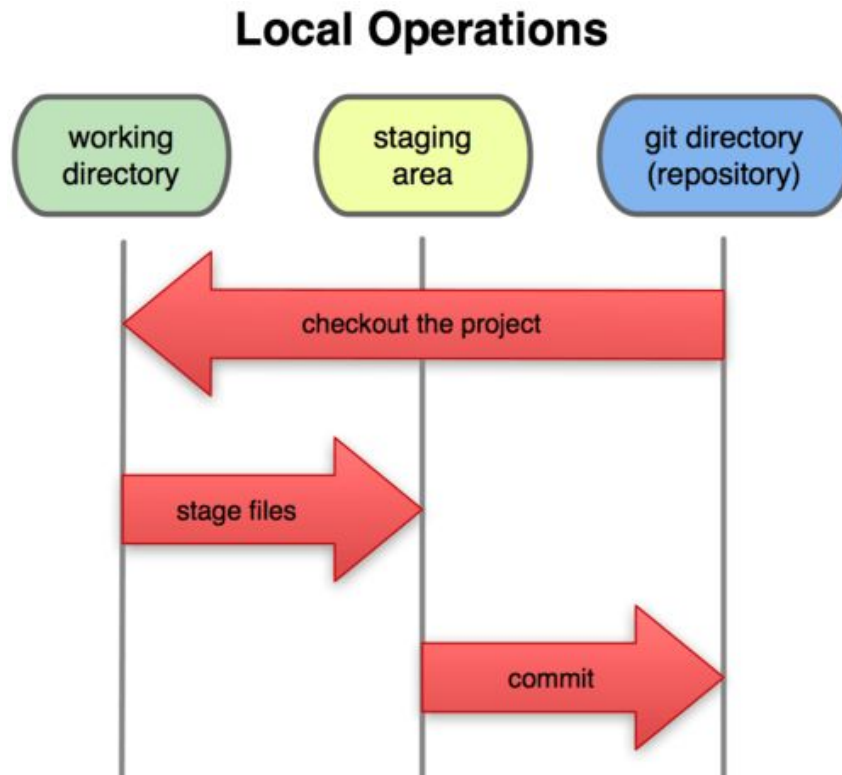 Local Operations
working
directory
staging
area
git directory
(repository)
checkout the project
stage files
commit